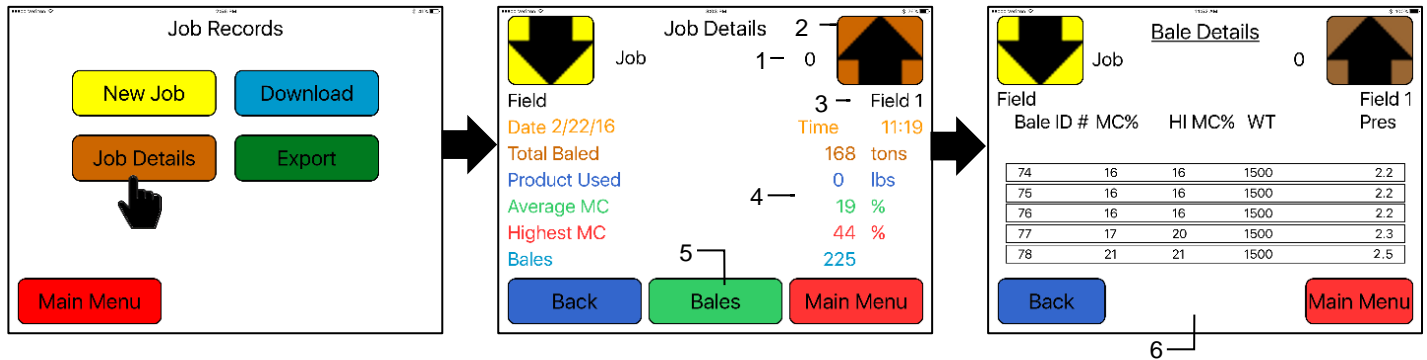 Job Records
New Job Download
Job Details Export
Main Menu
Job Details 2
Job 1 0
Field 3 Field 1
Date 2/22/16 Time 11:19
Total Baled 168 tons
Product Used 0 lbs
4
Average MC 19 %
Highest MC 44 %
5
Bales 225
Back Bales Main Menu
Bale Details
Job 0
Field Field 1
Bale ID # MC% HI MC% WT Pres
74 16 16 1500 2.2
75 16 16 1500 2.2
76 16 16 1500 2.2
77 17 20 1500 2.3
78 21 21 1500 2.5
Back Main Menu
6